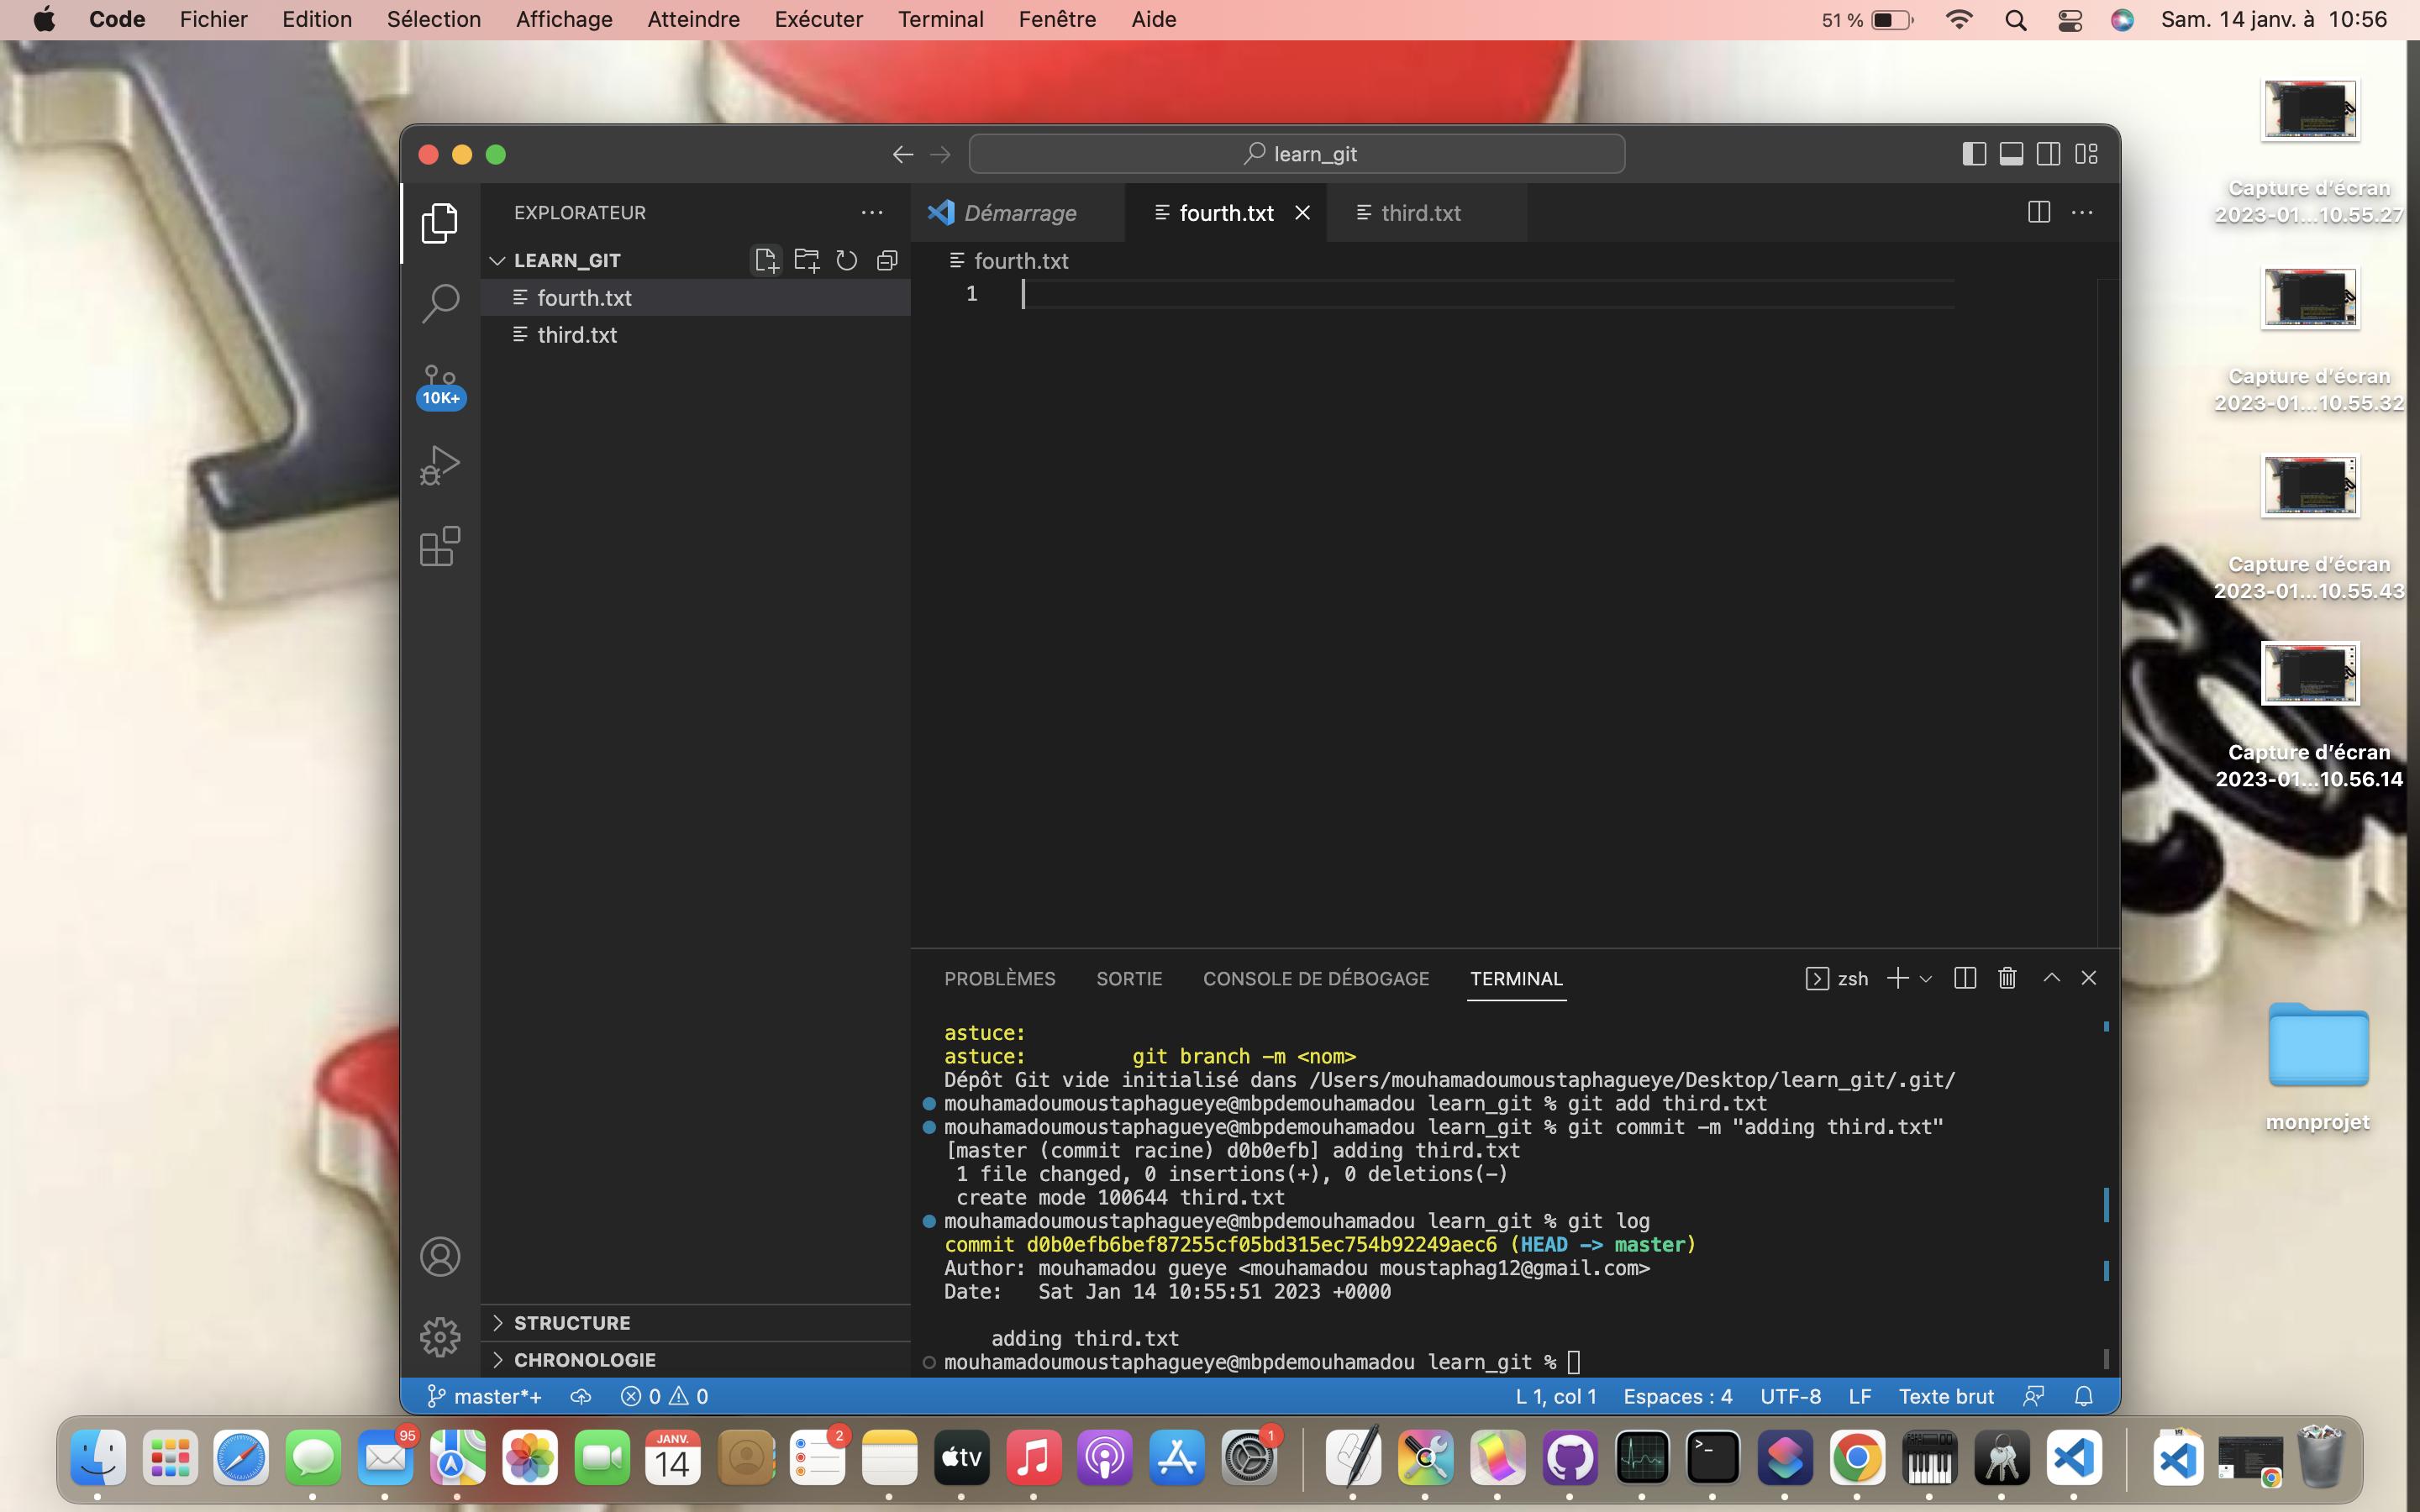 Code Fichier Edition Sélection Affichage Atteindre Exécuter Terminal Fenêtre Aide 51 % Sam. 14 janv. à 10:56
learn_git
EXPLORATEUR
LEARN_GIT
fourth.txt
third.txt
10K+
STRUCTURE
CHRONOLOGIE
Démarrage fourth.txt third.txt
fourth.txt
1
PROBLÈMES SORTIE CONSOLE DE DÉBOGAGE TERMINAL zsh
astuce:
astuce: git branch -m <nom>
Dépôt Git vide initialisé dans /Users/mouhamadoumoustaphagueye/Desktop/learn_git/.git/
mouhamadoumoustaphagueye@mbpdemouhamadou learn_git % git add third.txt
mouhamadoumoustaphagueye@mbpdemouhamadou learn_git % git commit -m "adding third.txt"
[master (commit racine) d0b0efb] adding third.txt
1 file changed, 0 insertions(+), 0 deletions(-)
create mode 100644 third.txt
mouhamadoumoustaphagueye@mbpdemouhamadou learn_git % git log
commit d0b0efb6bef87255cf05bd315ec754b92249aec6 (HEAD -> master)
Author: mouhamadou gueye <mouhamadou moustaphag12@gmail.com>
Date: Sat Jan 14 10:55:51 2023 +0000
adding third.txt
mouhamadoumoustaphagueye@mbpdemouhamadou learn_git %
master*+ 0 0 L 1, col 1 Espaces : 4 UTF-8 LF Texte brut
Capture d'écran
2023-01...10.55.27
Capture d'écran
2023-01...10.55.32
Capture d'écran
2023-01...10.55.43
Capture d'écran
2023-01...10.56.14
monprojet
95
JANV.
14
2
tv
1
>_